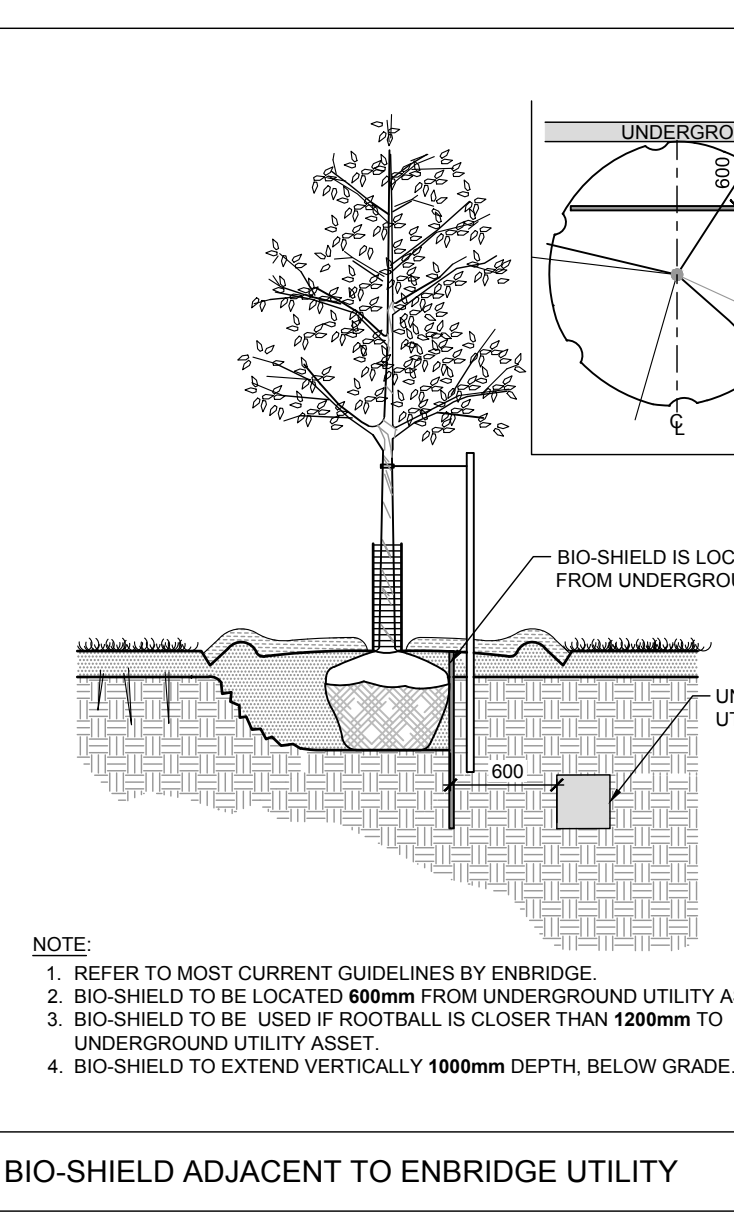 UNDERGRO
600
℄
BIO-SHIELD IS LOC
FROM UNDERGROU
UN
UT
600
NOTE:
1. REFER TO MOST CURRENT GUIDELINES BY ENBRIDGE.
2. BIO-SHIELD TO BE LOCATED 600mm FROM UNDERGROUND UTILITY AS
3. BIO-SHIELD TO BE USED IF ROOTBALL IS CLOSER THAN 1200mm TO
UNDERGROUND UTILITY ASSET.
4. BIO-SHIELD TO EXTEND VERTICALLY 1000mm DEPTH, BELOW GRADE.
BIO-SHIELD ADJACENT TO ENBRIDGE UTILITY